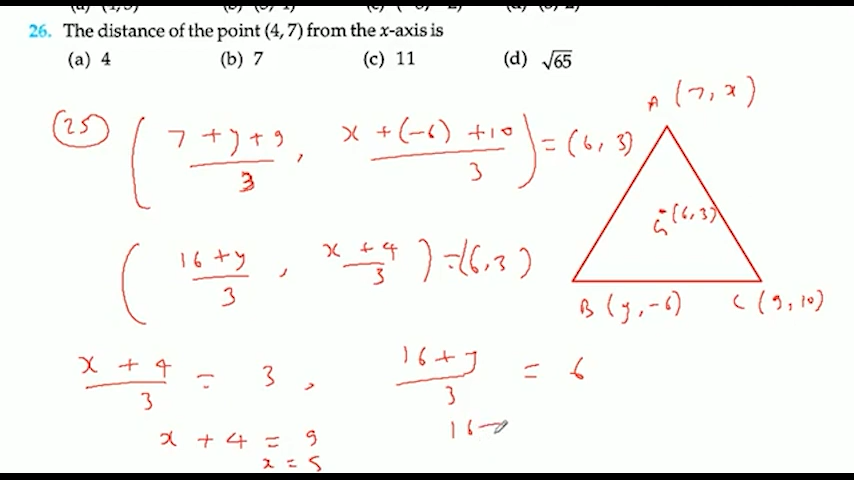 26. The distance of the point (4, 7) from the x-axis is
(a) 4 (b) 7 (c) 11 (d) √65
A (7, x)
(25) ( 7 + y + 9 / 3 , x + (-6) + 10 / 3 ) = (6, 3)
G (6, 3)
( 16 + y / 3 , x + 4 / 3 ) = (6, 3)
B (y, -6) C (9, 10)
x + 4 / 3 = 3 , 16 + y / 3 = 6
x + 4 = 9 16
x = 5